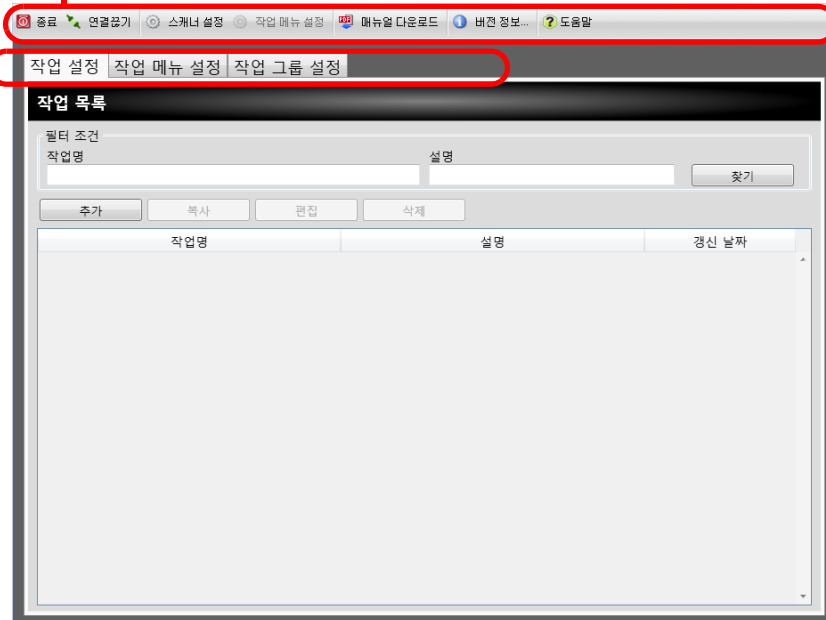 종료 연결끊기 스캐너 설정 작업 메뉴 설정 PDF 매뉴얼 다운로드 버전 정보... 도움말
작업 설정 작업 메뉴 설정 작업 그룹 설정
작업 목록
필터 조건
작업명 설명
찾기
추가 복사 편집 삭제
작업명 설명 갱신 날짜